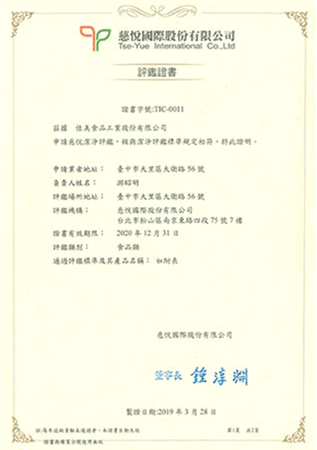 慈悅國際股份有限公司
Tse-Yue International Co.,Ltd
評鑑證書
證書字號:TIC-0011
茲據 佳美食品工業股份有限公司
申請慈悅潔淨評鑑,核與潔淨評鑑標準規定相符,特此證明。
申請業者地址: 臺中市大里區大衛路 56 號
負責人姓名: 游昭明
評鑑場所地址: 臺中市大里區大衛路 56 號
評鑑機構: 慈悅國際股份有限公司
台北市松山區南京東路四段 75 號 7 樓
證書有效期限: 2020 年 12 月 31 日
評鑑類別: 食品類
通過評鑑標準及其產品名稱: 如附表
慈悅國際股份有限公司
董事長
製證日期:2019 年 3 月 28 日
第1頁 共2頁